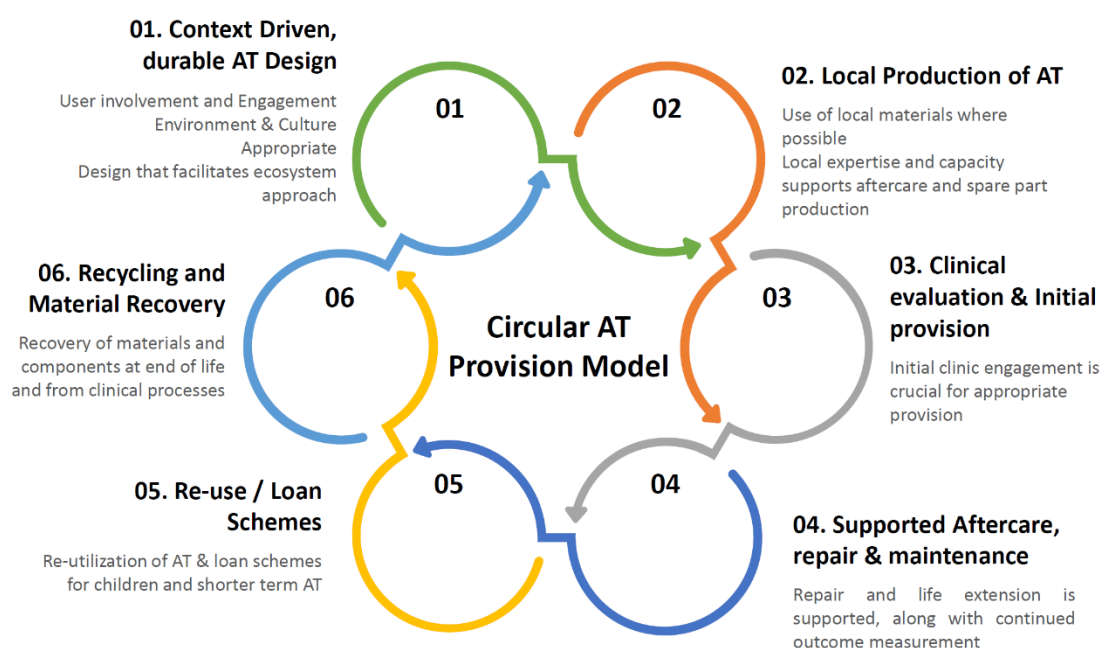 01. Context Driven,
durable AT Design
User involvement and Engagement
Environment & Culture
Appropriate
Design that facilitates ecosystem
approach
01
02
02. Local Production of AT
Use of local materials where
possible
Local expertise and capacity
supports aftercare and spare part
production
06. Recycling and
Material Recovery
Recovery of materials and
components at end of life
and from clinical processes
06
Circular AT
Provision Model
03
03. Clinical
evaluation & Initial
provision
Initial clinic engagement is
crucial for appropriate
provision
05. Re-use / Loan
Schemes
Re-utilization of AT & loan schemes
for children and shorter term AT
05
04
04. Supported Aftercare,
repair & maintenance
Repair and life extension is
supported, along with continued
outcome measurement